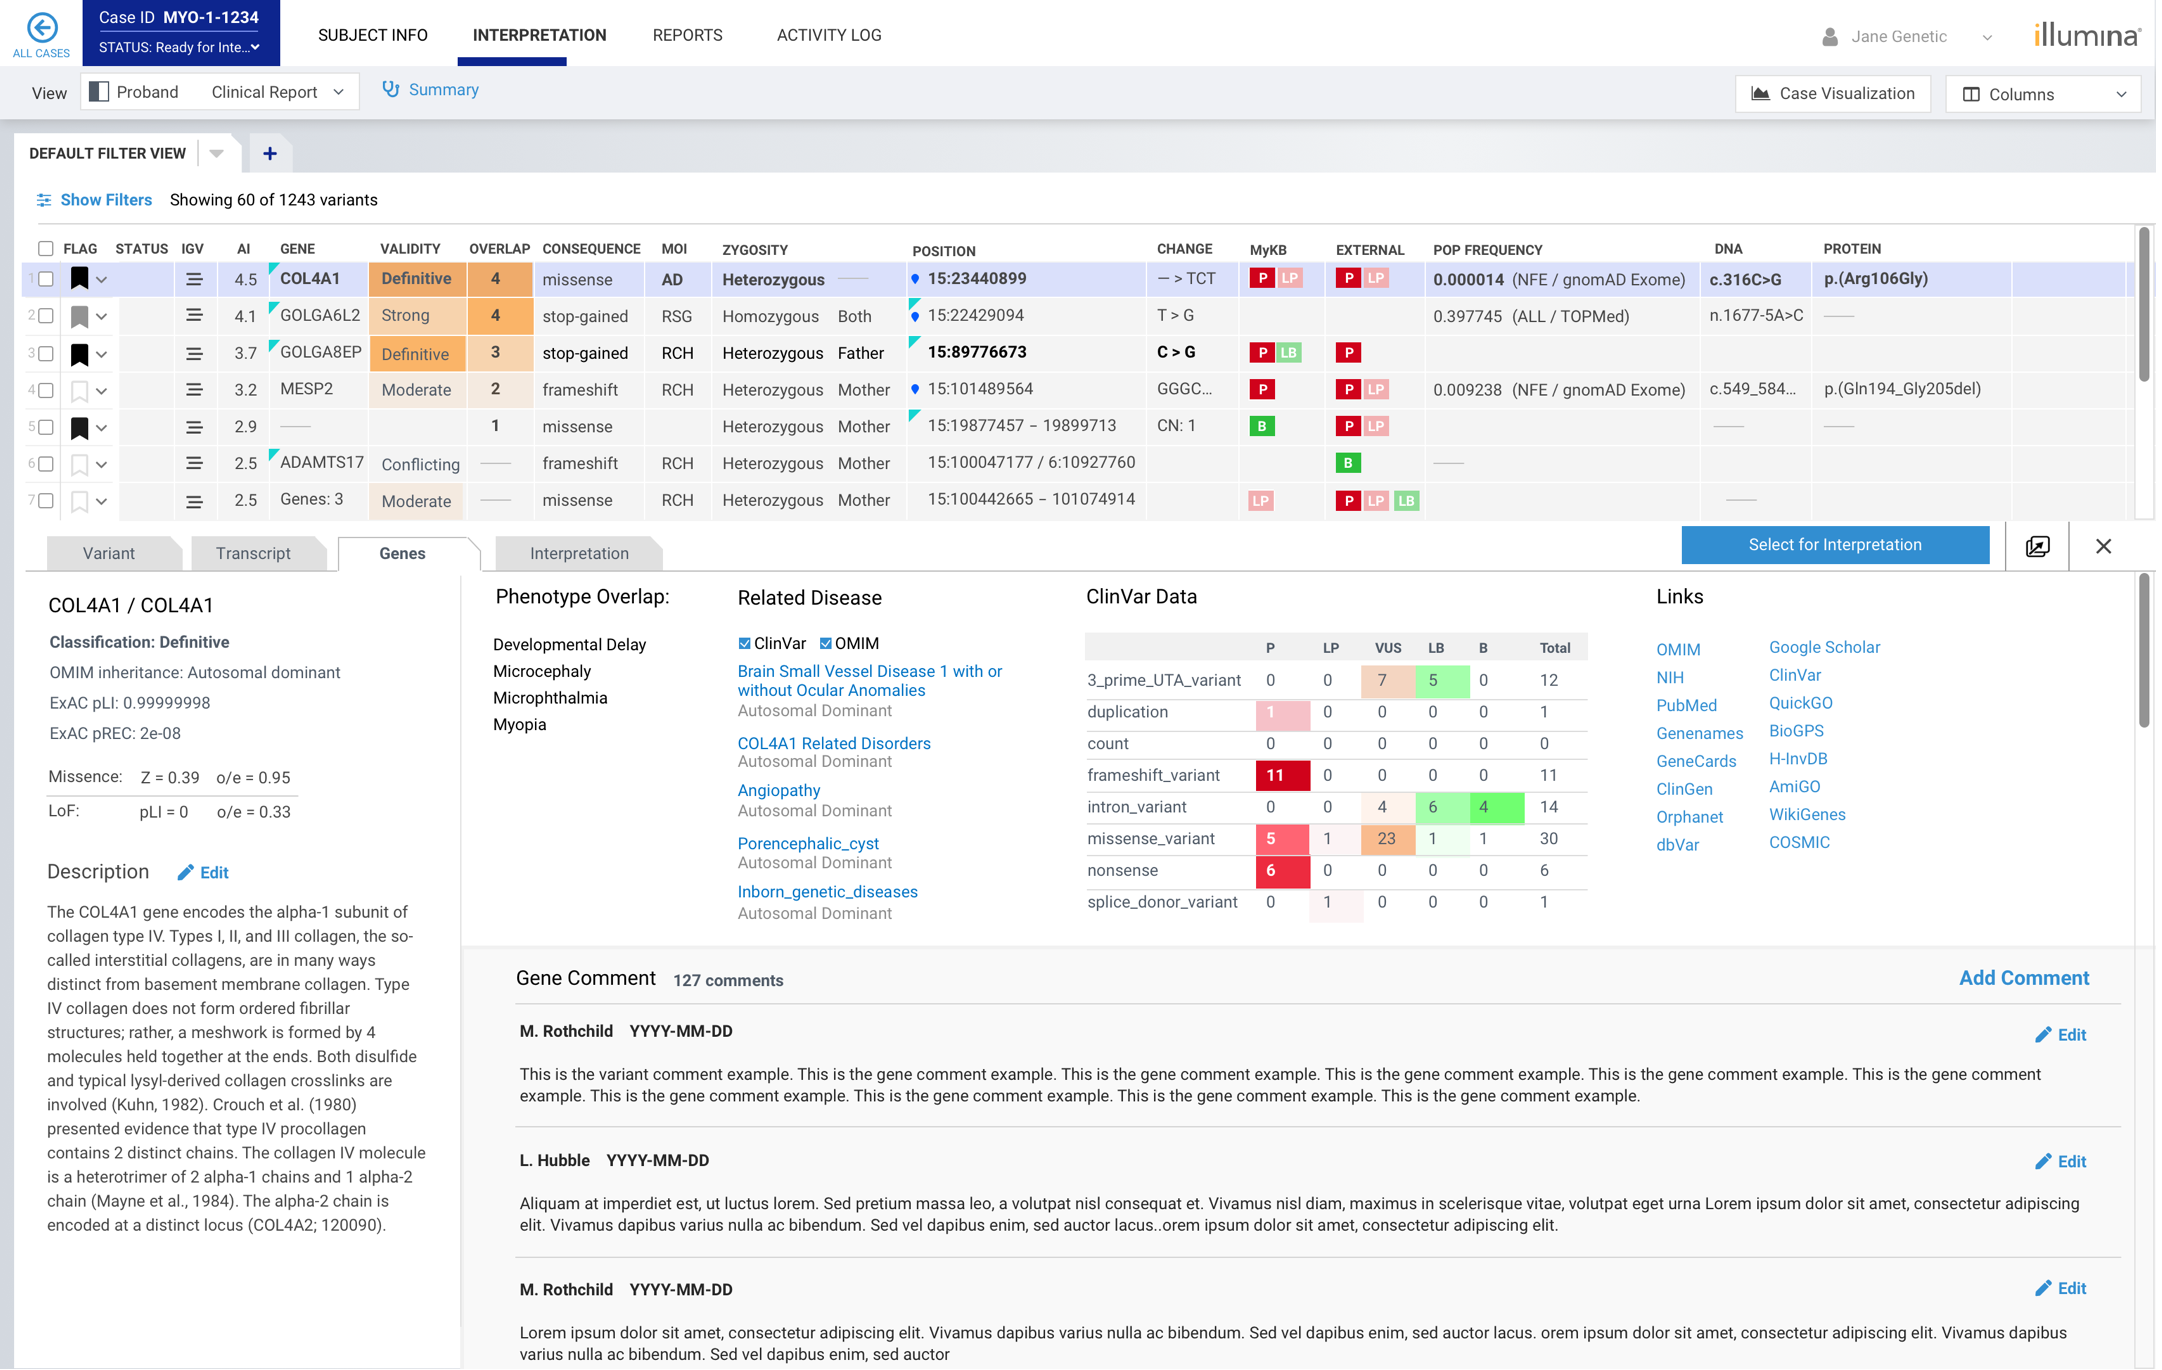 ALL CASES
Case ID MYO-1-1234
STATUS: Ready for Inte...
SUBJECT INFO
INTERPRETATION
REPORTS
ACTIVITY LOG
Jane Genetic
illumina
View
Proband
Clinical Report
Summary
Case Visualization
Columns
DEFAULT FILTER VIEW
+
Show Filters
Showing 60 of 1243 variants
FLAG STATUS IGV AI GENE VALIDITY OVERLAP CONSEQUENCE MOI ZYGOSITY POSITION CHANGE MyKB EXTERNAL POP FREQUENCY DNA PROTEIN
1 4.5 COL4A1 Definitive 4 missense AD Heterozygous —— 15:23440899 — > TCT P LP P LP 0.000014 (NFE / gnomAD Exome) c.316C>G p.(Arg106Gly)
2 4.1 GOLGA6L2 Strong 4 stop-gained RSG Homozygous Both 15:22429094 T > G 0.397745 (ALL / TOPMed) n.1677-5A>C ——
3 3.7 GOLGA8EP Definitive 3 stop-gained RCH Heterozygous Father 15:89776673 C > G P LB P
4 3.2 MESP2 Moderate 2 frameshift RCH Heterozygous Mother 15:101489564 GGGC... P P LP 0.009238 (NFE / gnomAD Exome) c.549_584... p.(Gln194_Gly205del)
5 2.9 —— 1 missense Heterozygous Mother 15:19877457 – 19899713 CN: 1 B P LP —— ——
6 2.5 ADAMTS17 Conflicting —— frameshift RCH Heterozygous Mother 15:100047177 / 6:10927760 B ——
7 2.5 Genes: 3 Moderate —— missense RCH Heterozygous Mother 15:100442665 – 101074914 LP P LP LB ——
Variant
Transcript
Genes
Interpretation
Select for Interpretation
COL4A1 / COL4A1
Classification: Definitive
OMIM inheritance: Autosomal dominant
ExAC pLI: 0.99999998
ExAC pREC: 2e-08
Missence: Z = 0.39 o/e = 0.95
LoF: pLI = 0 o/e = 0.33
Description
Edit
The COL4A1 gene encodes the alpha-1 subunit of
collagen type IV. Types I, II, and III collagen, the so-
called interstitial collagens, are in many ways
distinct from basement membrane collagen. Type
IV collagen does not form ordered fibrillar
structures; rather, a meshwork is formed by 4
molecules held together at the ends. Both disulfide
and typical lysyl-derived collagen crosslinks are
involved (Kuhn, 1982). Crouch et al. (1980)
presented evidence that type IV procollagen
contains 2 distinct chains. The collagen IV molecule
is a heterotrimer of 2 alpha-1 chains and 1 alpha-2
chain (Mayne et al., 1984). The alpha-2 chain is
encoded at a distinct locus (COL4A2; 120090).
Phenotype Overlap:
Developmental Delay
Microcephaly
Microphthalmia
Myopia
Related Disease
ClinVar
OMIM
Brain Small Vessel Disease 1 with or
without Ocular Anomalies
Autosomal Dominant
COL4A1 Related Disorders
Autosomal Dominant
Angiopathy
Autosomal Dominant
Porencephalic_cyst
Autosomal Dominant
Inborn_genetic_diseases
Autosomal Dominant
ClinVar Data
P LP VUS LB B Total
3_prime_UTA_variant 0 0 7 5 0 12
duplication 1 0 0 0 0 1
count 0 0 0 0 0 0
frameshift_variant 11 0 0 0 0 11
intron_variant 0 0 4 6 4 14
missense_variant 5 1 23 1 1 30
nonsense 6 0 0 0 0 6
splice_donor_variant 0 1 0 0 0 1
Links
OMIM
NIH
PubMed
Genenames
GeneCards
ClinGen
Orphanet
dbVar
Google Scholar
ClinVar
QuickGO
BioGPS
H-InvDB
AmiGO
WikiGenes
COSMIC
Gene Comment
127 comments
Add Comment
M. Rothchild YYYY-MM-DD
Edit
This is the variant comment example. This is the gene comment example. This is the gene comment example. This is the gene comment example. This is the gene comment example. This is the gene comment
example. This is the gene comment example. This is the gene comment example. This is the gene comment example. This is the gene comment example.
L. Hubble YYYY-MM-DD
Edit
Aliquam at imperdiet est, ut luctus lorem. Sed pretium massa leo, a volutpat nisl consequat et. Vivamus nisl diam, maximus in scelerisque vitae, volutpat eget urna Lorem ipsum dolor sit amet, consectetur adipiscing
elit. Vivamus dapibus varius nulla ac bibendum. Sed vel dapibus enim, sed auctor lacus..orem ipsum dolor sit amet, consectetur adipiscing elit.
M. Rothchild YYYY-MM-DD
Edit
Lorem ipsum dolor sit amet, consectetur adipiscing elit. Vivamus dapibus varius nulla ac bibendum. Sed vel dapibus enim, sed auctor lacus. orem ipsum dolor sit amet, consectetur adipiscing elit. Vivamus dapibus
varius nulla ac bibendum. Sed vel dapibus enim, sed auctor